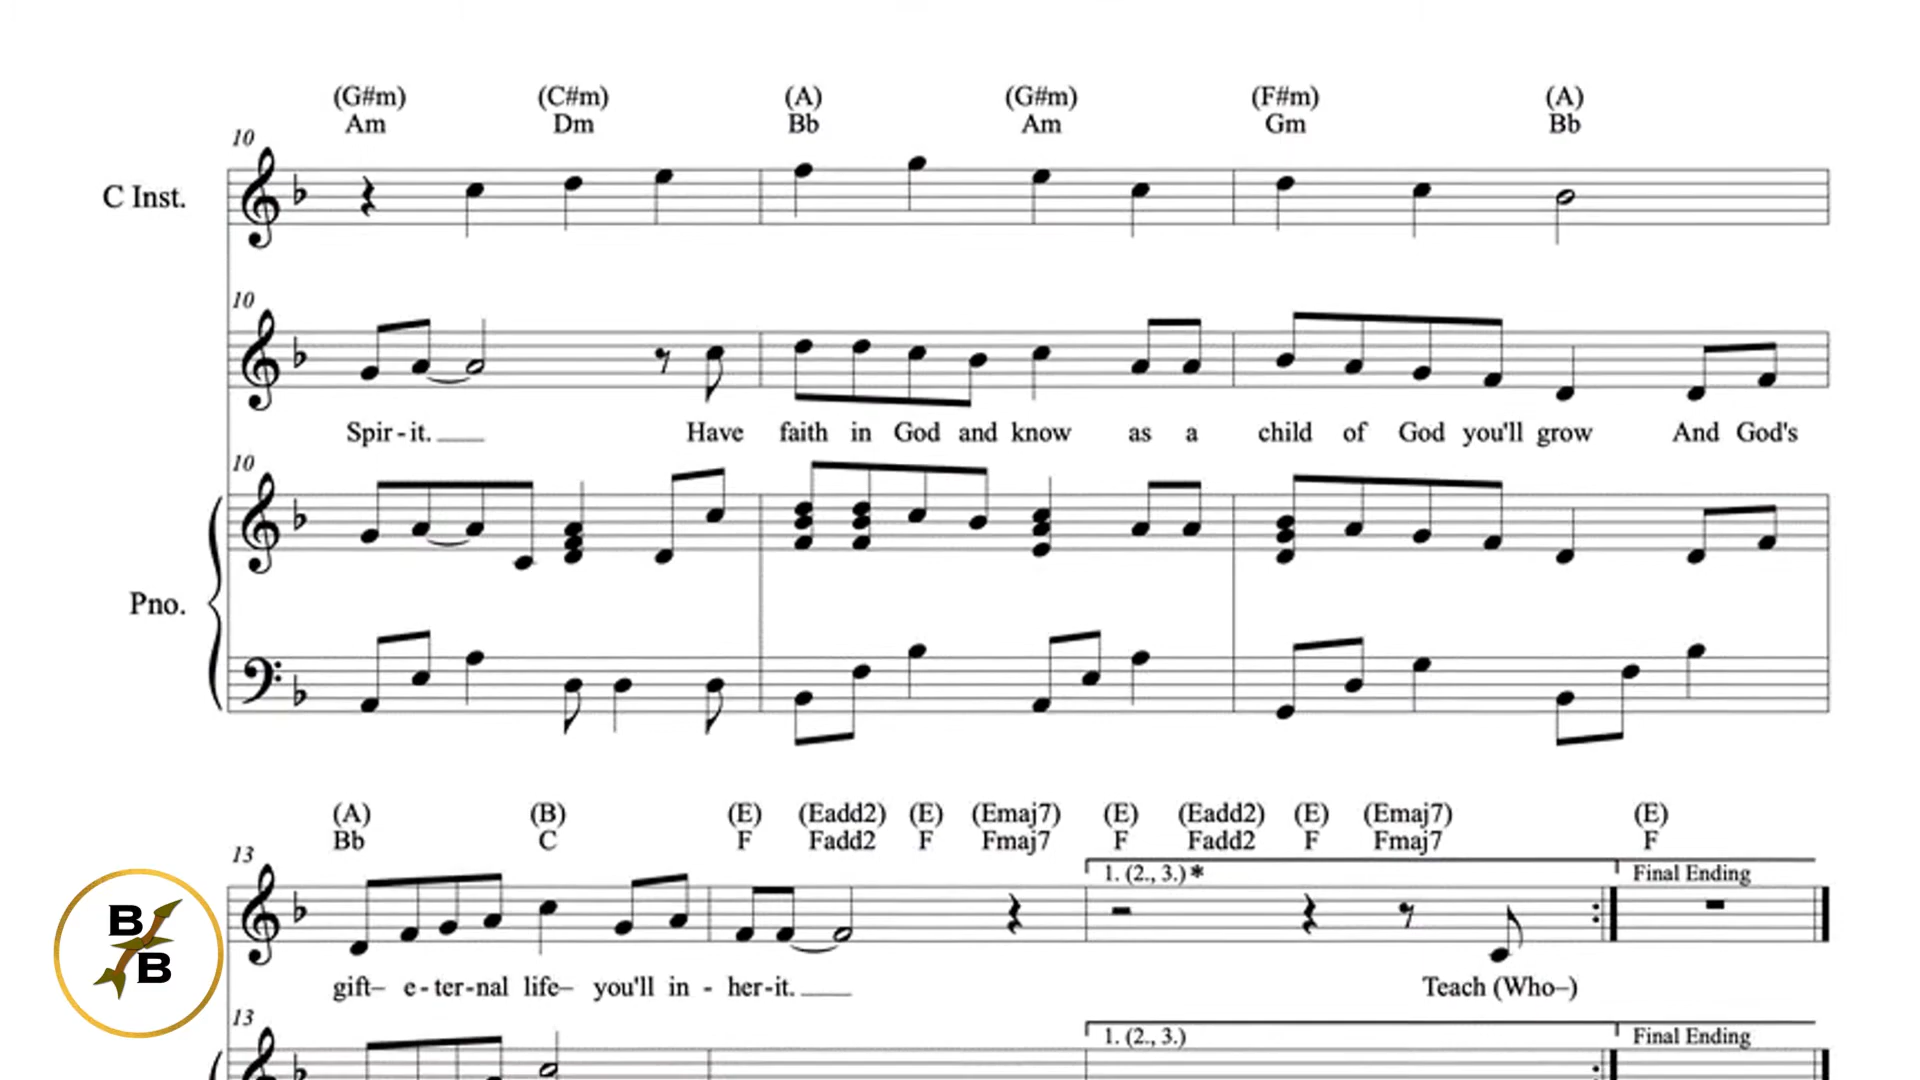 (G#m) (C#m) (A) (G#m) (F#m) (A)
Am Dm Bb Am Gm Bb
10
C Inst.
10
Spir - it. Have faith in God and know as a child of God you'll grow And God's
10
Pno.
(A) (B) (E) (Eadd2) (E) (Emaj7) (E) (Eadd2) (E) (Emaj7) (E)
Bb C F Fadd2 F Fmaj7 F Fadd2 F Fmaj7 F
13
1. (2., 3.) * Final Ending
gift– e - ter - nal life– you'll in - her - it. Teach (Who–)
13
1. (2., 3.) Final Ending
B
B